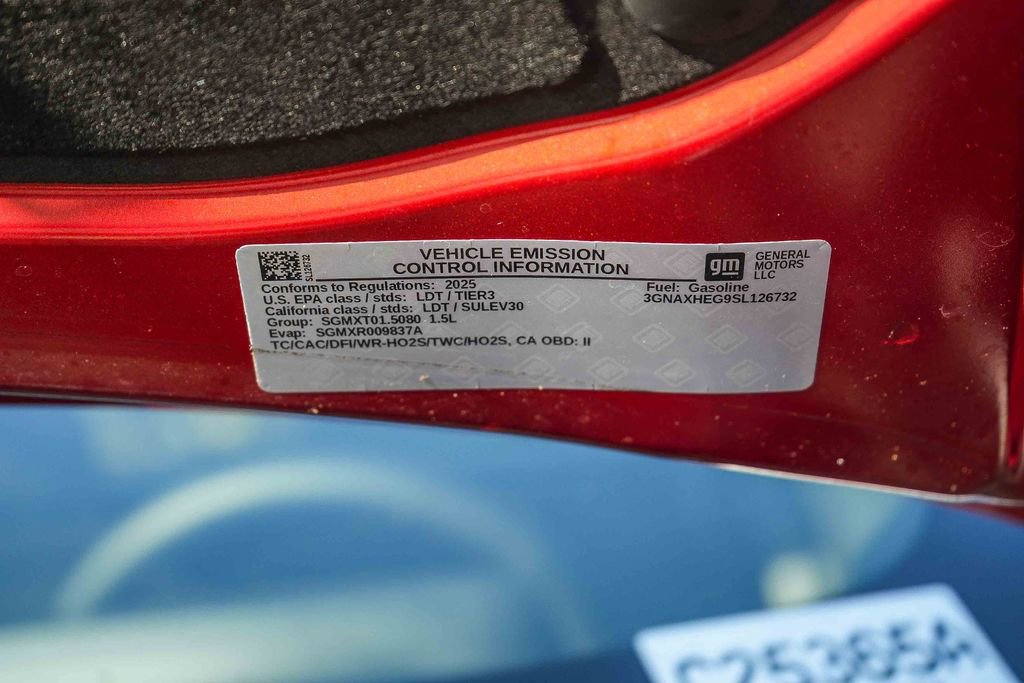 SL126732
VEHICLE EMISSION
CONTROL INFORMATION
gm
GENERAL
MOTORS
LLC
Conforms to Regulations: 2025
Fuel: Gasoline
U.S. EPA class / stds: LDT / TIER3
3GNAXHEG9SL126732
California class / stds: LDT / SULEV30
Group: SGMXT01.5080 1.5L
Evap: SGMXR009837A
TC/CAC/DFI/WR-HO2S/TWC/HO2S, CA OBD: II
C25365A